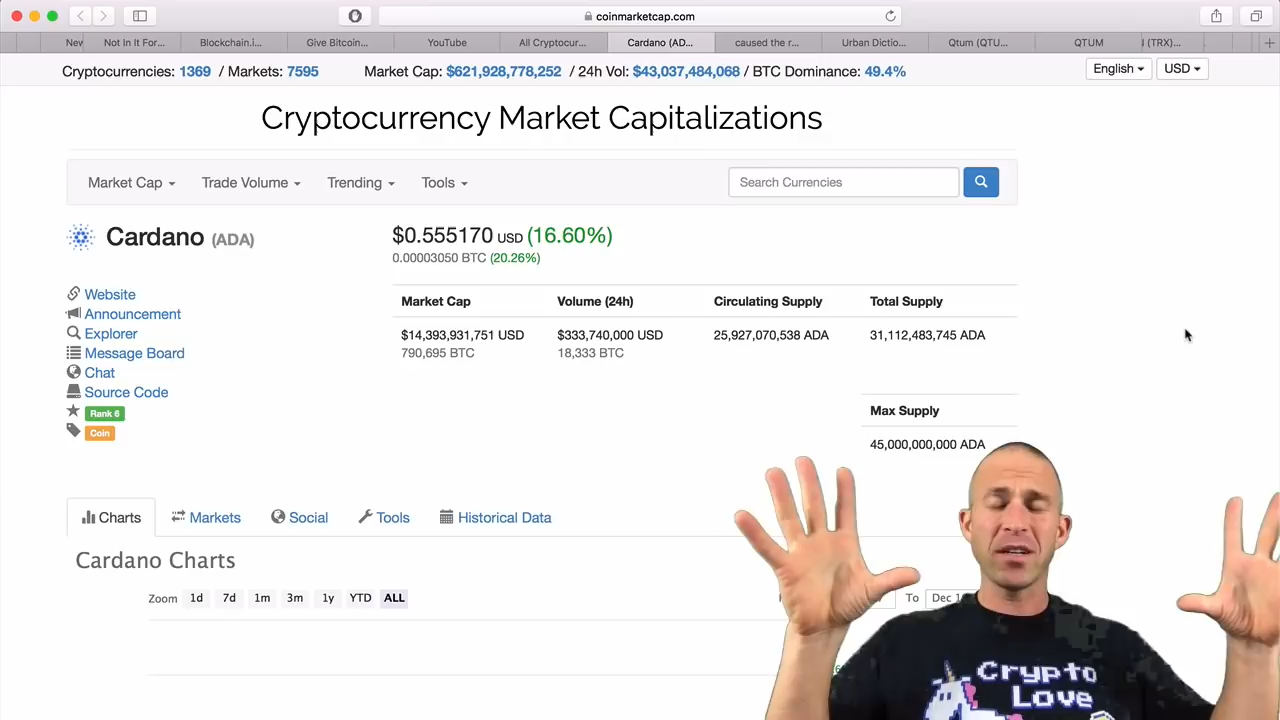 coinmarketcap.com
New Not In It For... Blockchain.i... Give Bitcoin... YouTube All Cryptocur... Cardano (AD... caused the r... Urban Dictio... Qtum (QTU... QTUM (TRX)...
Cryptocurrencies: 1369 / Markets: 7595 Market Cap: $621,928,778,252 / 24h Vol: $43,037,484,068 / BTC Dominance: 49.4% English USD
Cryptocurrency Market Capitalizations
Market Cap Trade Volume Trending Tools Search Currencies
Cardano (ADA) $0.555170 USD (16.60%)
0.00003050 BTC (20.26%)
Website
Announcement
Explorer
Message Board
Chat
Source Code
Rank 6
Coin
Market Cap Volume (24h) Circulating Supply Total Supply
$14,393,931,751 USD $333,740,000 USD 25,927,070,538 ADA 31,112,483,745 ADA
790,695 BTC 18,333 BTC
Max Supply
45,000,000,000 ADA
Charts Markets Social Tools Historical Data
Cardano Charts
Zoom 1d 7d 1m 3m 1y YTD ALL To Dec
Crypto
Love